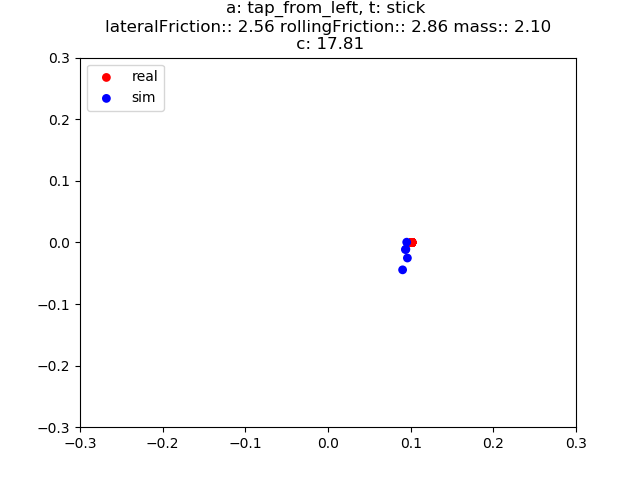 a: tap_from_left, t: stick
lateralFriction:: 2.56 rollingFriction:: 2.86 mass:: 2.10
c: 17.81
real
sim
0.3
0.2
0.1
0.0
−0.1
−0.2
−0.3
−0.3 −0.2 −0.1 0.0 0.1 0.2 0.3